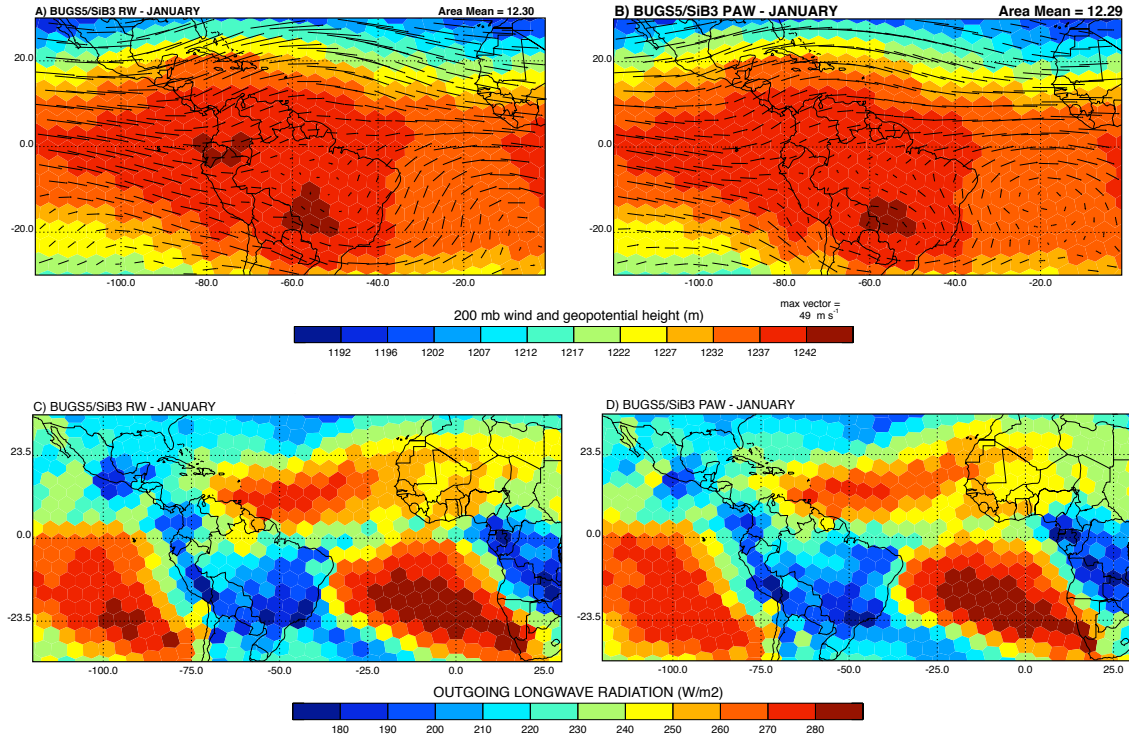 A) BUGS5/SiB3 RW - JANUARY Area Mean = 12.30
B) BUGS5/SiB3 PAW - JANUARY Area Mean = 12.29
20.0
0.0
-20.0
-100.0 -80.0 -60.0 -40.0 -20.0
20.0
0.0
-20.0
-100.0 -80.0 -60.0 -40.0 -20.0
200 mb wind and geopotential height (m)
max vector =
49 m s-1
1192 1196 1202 1207 1212 1217 1222 1227 1232 1237 1242
C) BUGS5/SiB3 RW - JANUARY
D) BUGS5/SiB3 PAW - JANUARY
23.5
0.0
-23.5
-100.0 -75.0 -50.0 -25.0 0.0 25.0
23.5
0.0
-23.5
-100.0 -75.0 -50.0 -25.0 0.0 25.0
OUTGOING LONGWAVE RADIATION (W/m2)
180 190 200 210 220 230 240 250 260 270 280